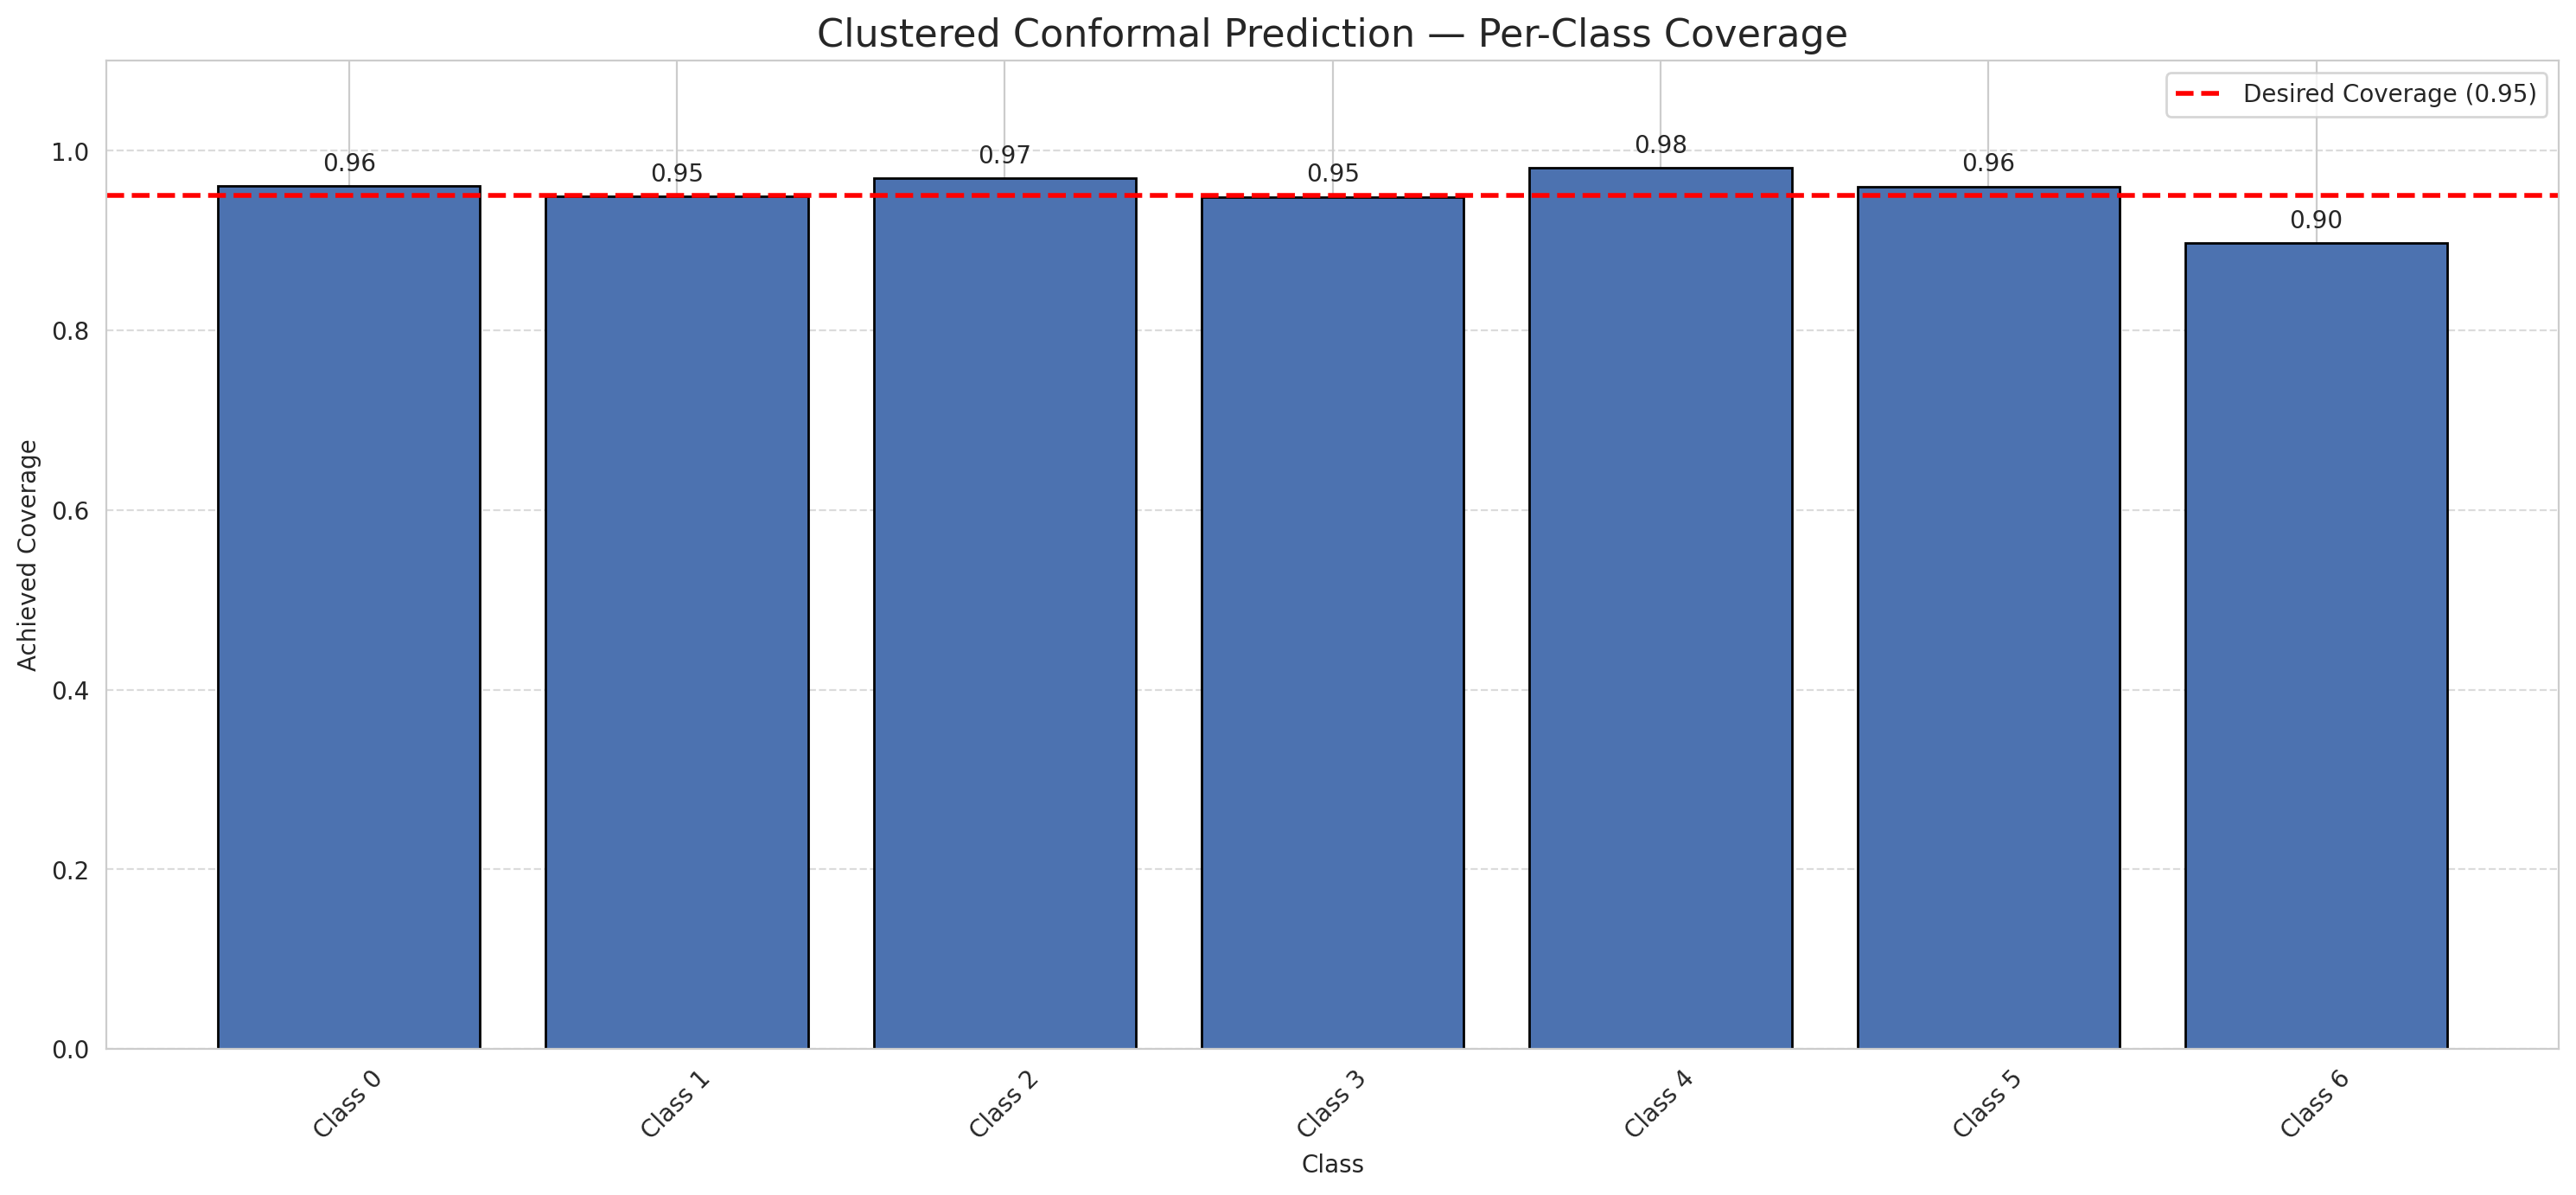 Clustered Conformal Prediction — Per-Class Coverage
Desired Coverage (0.95)
1.0
0.8
0.6
0.4
0.2
0.0
Achieved Coverage
0.96
0.95
0.97
0.95
0.98
0.96
0.90
Class 0
Class 1
Class 2
Class 3
Class 4
Class 5
Class 6
Class